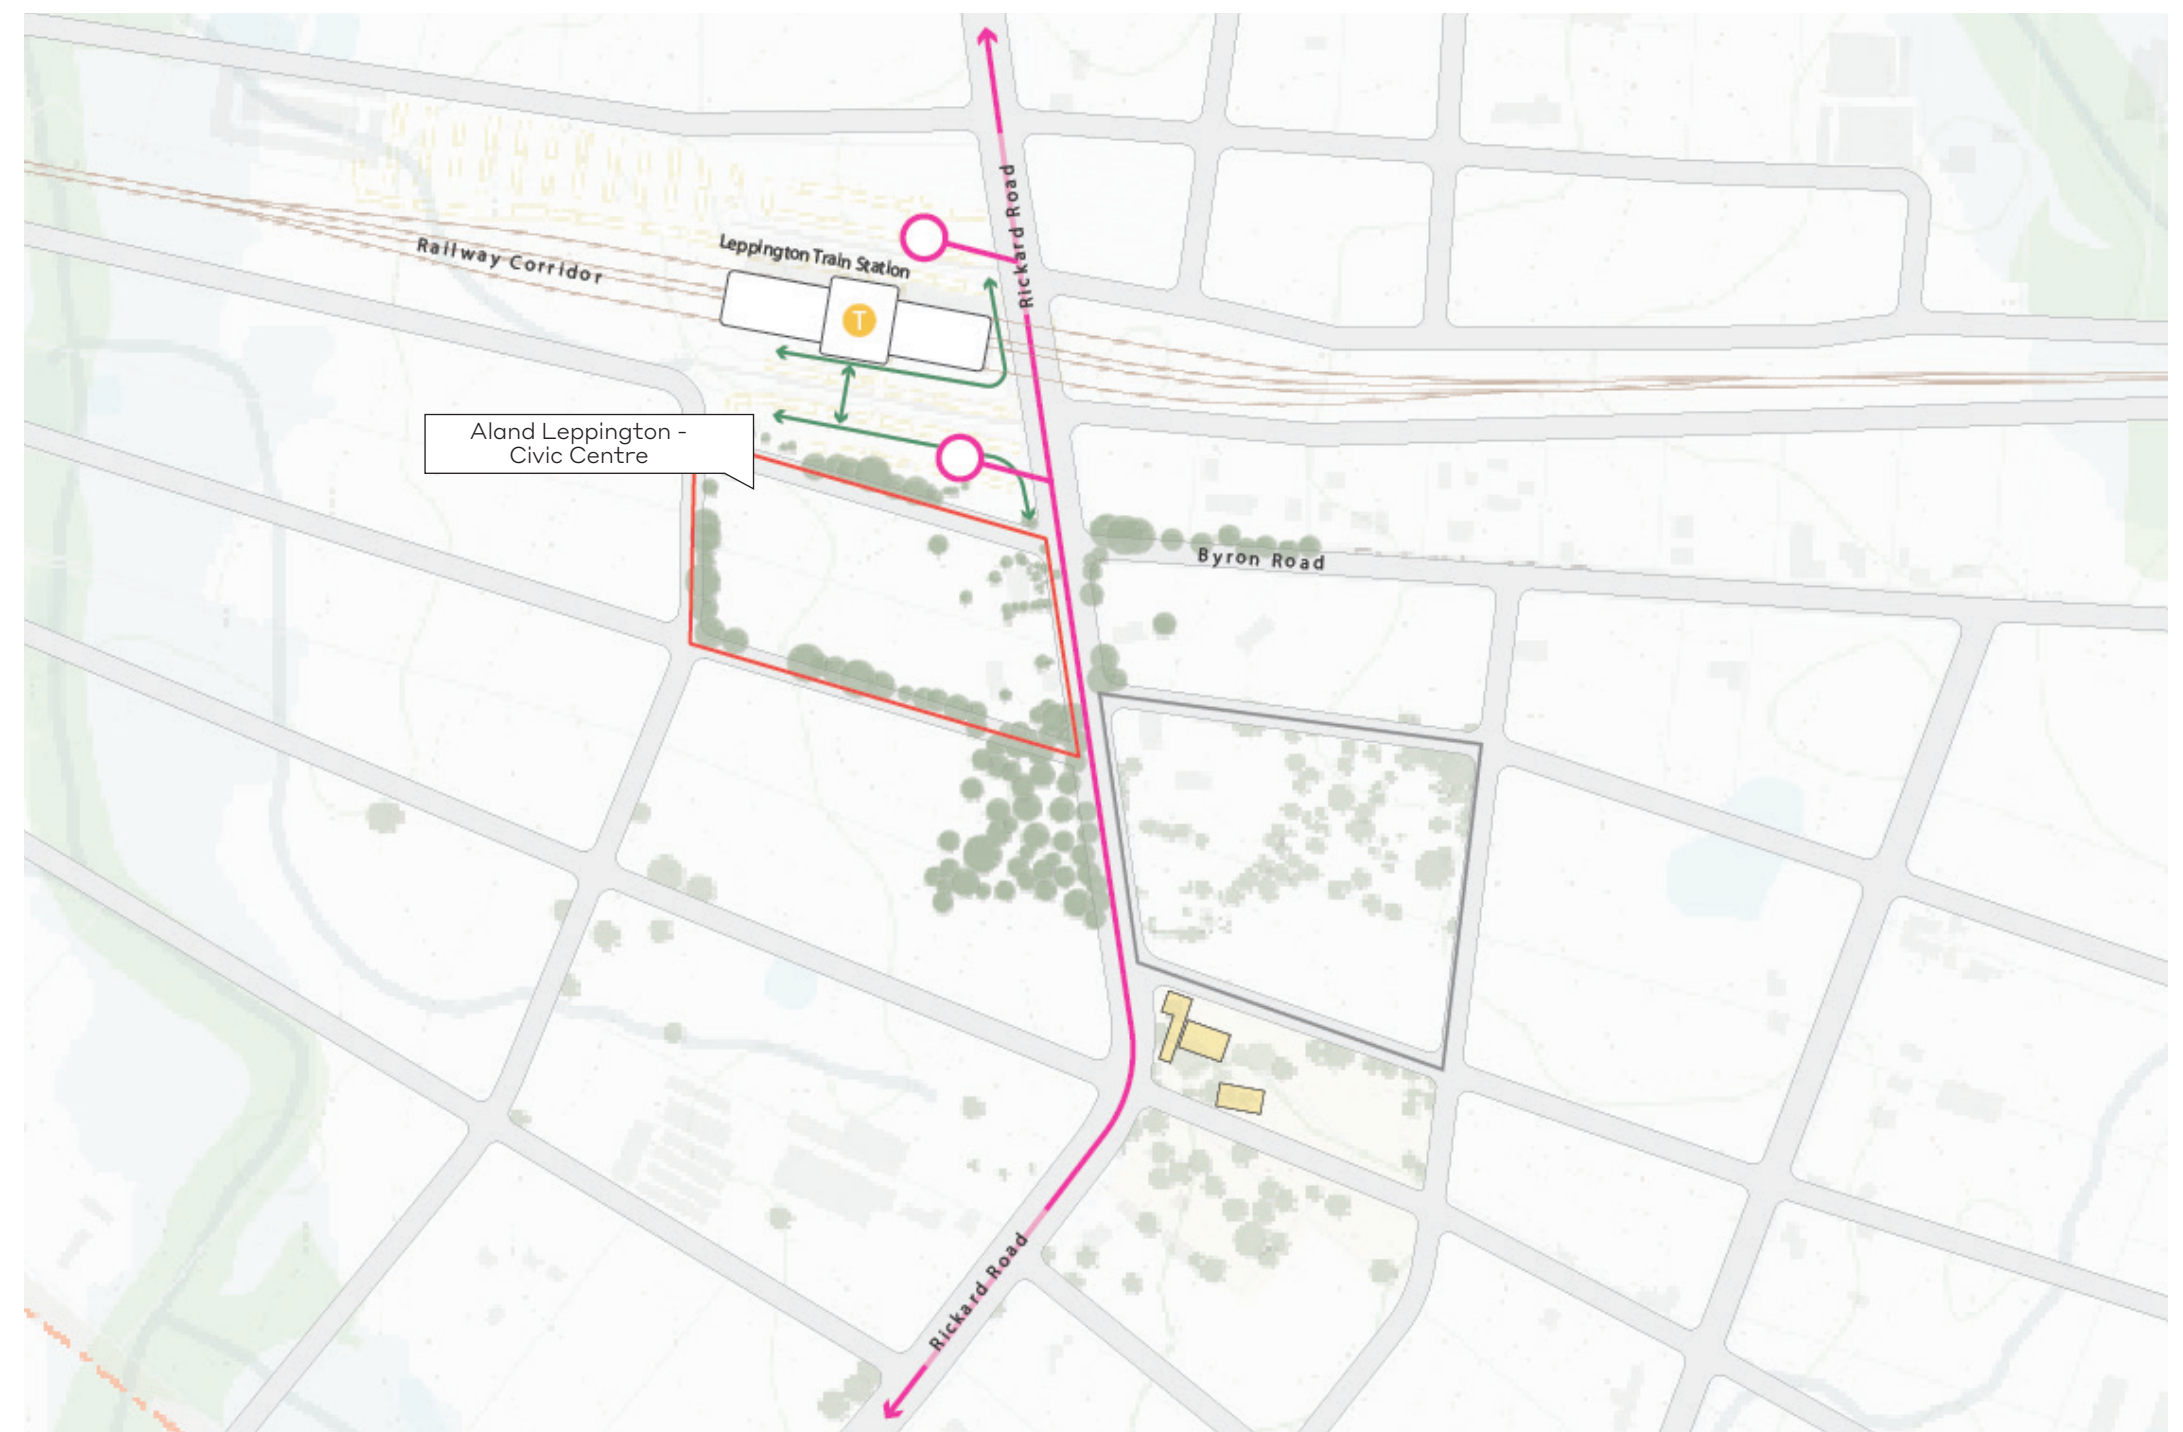 Rickard Road
Leppington Train Station
Railway Corridor
T
Aland Leppington -
Civic Centre
Byron Road
Rickard Road